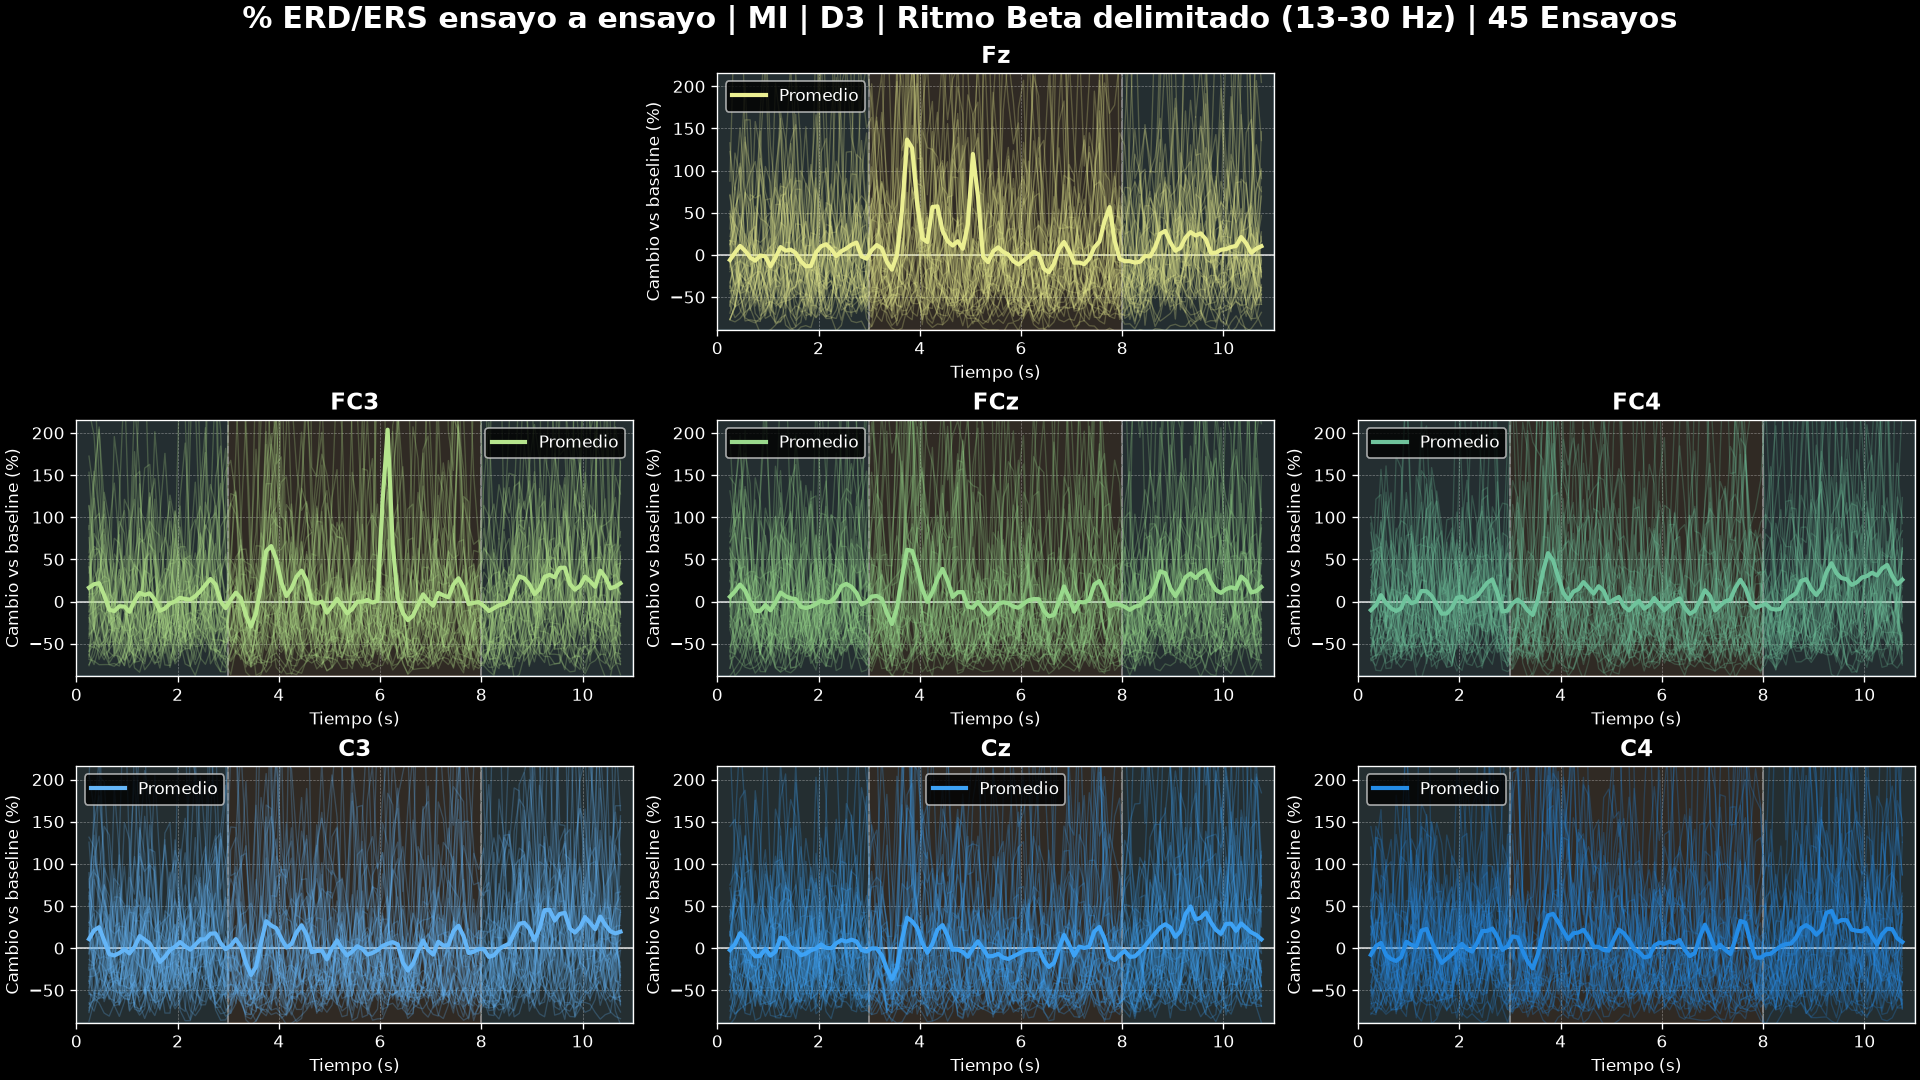 % ERD/ERS ensayo a ensayo | MI | D3 | Ritmo Beta delimitado (13-30 Hz) | 45 Ensayos
Fz
Cambio vs baseline (%)
200
150
100
50
0
−50
Promedio
0 2 4 6 8 10
Tiempo (s)
FC3
Cambio vs baseline (%)
200
150
100
50
0
−50
Promedio
0 2 4 6 8 10
Tiempo (s)
FCz
Cambio vs baseline (%)
200
150
100
50
0
−50
Promedio
0 2 4 6 8 10
Tiempo (s)
FC4
Cambio vs baseline (%)
200
150
100
50
0
−50
Promedio
0 2 4 6 8 10
Tiempo (s)
C3
Cambio vs baseline (%)
200
150
100
50
0
−50
Promedio
0 2 4 6 8 10
Tiempo (s)
Cz
Cambio vs baseline (%)
200
150
100
50
0
−50
Promedio
0 2 4 6 8 10
Tiempo (s)
C4
Cambio vs baseline (%)
200
150
100
50
0
−50
Promedio
0 2 4 6 8 10
Tiempo (s)